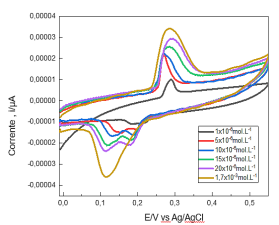 0,00004
0,00003
0,00002
0,00001
0,00000
-0,00001
-0,00002
-0,00003
-0,00004
Corrente , i/µA
1x10⁻⁶mol.L⁻¹
5x10⁻⁶mol.L⁻¹
10x10⁻⁶mol.L⁻¹
15x10⁻⁶mol.L⁻¹
20x10⁻⁶mol.L⁻¹
1,7x10⁻⁵mol.L⁻¹
0,0 0,1 0,2 0,3 0,4 0,5
E/V vs Ag/AgCl